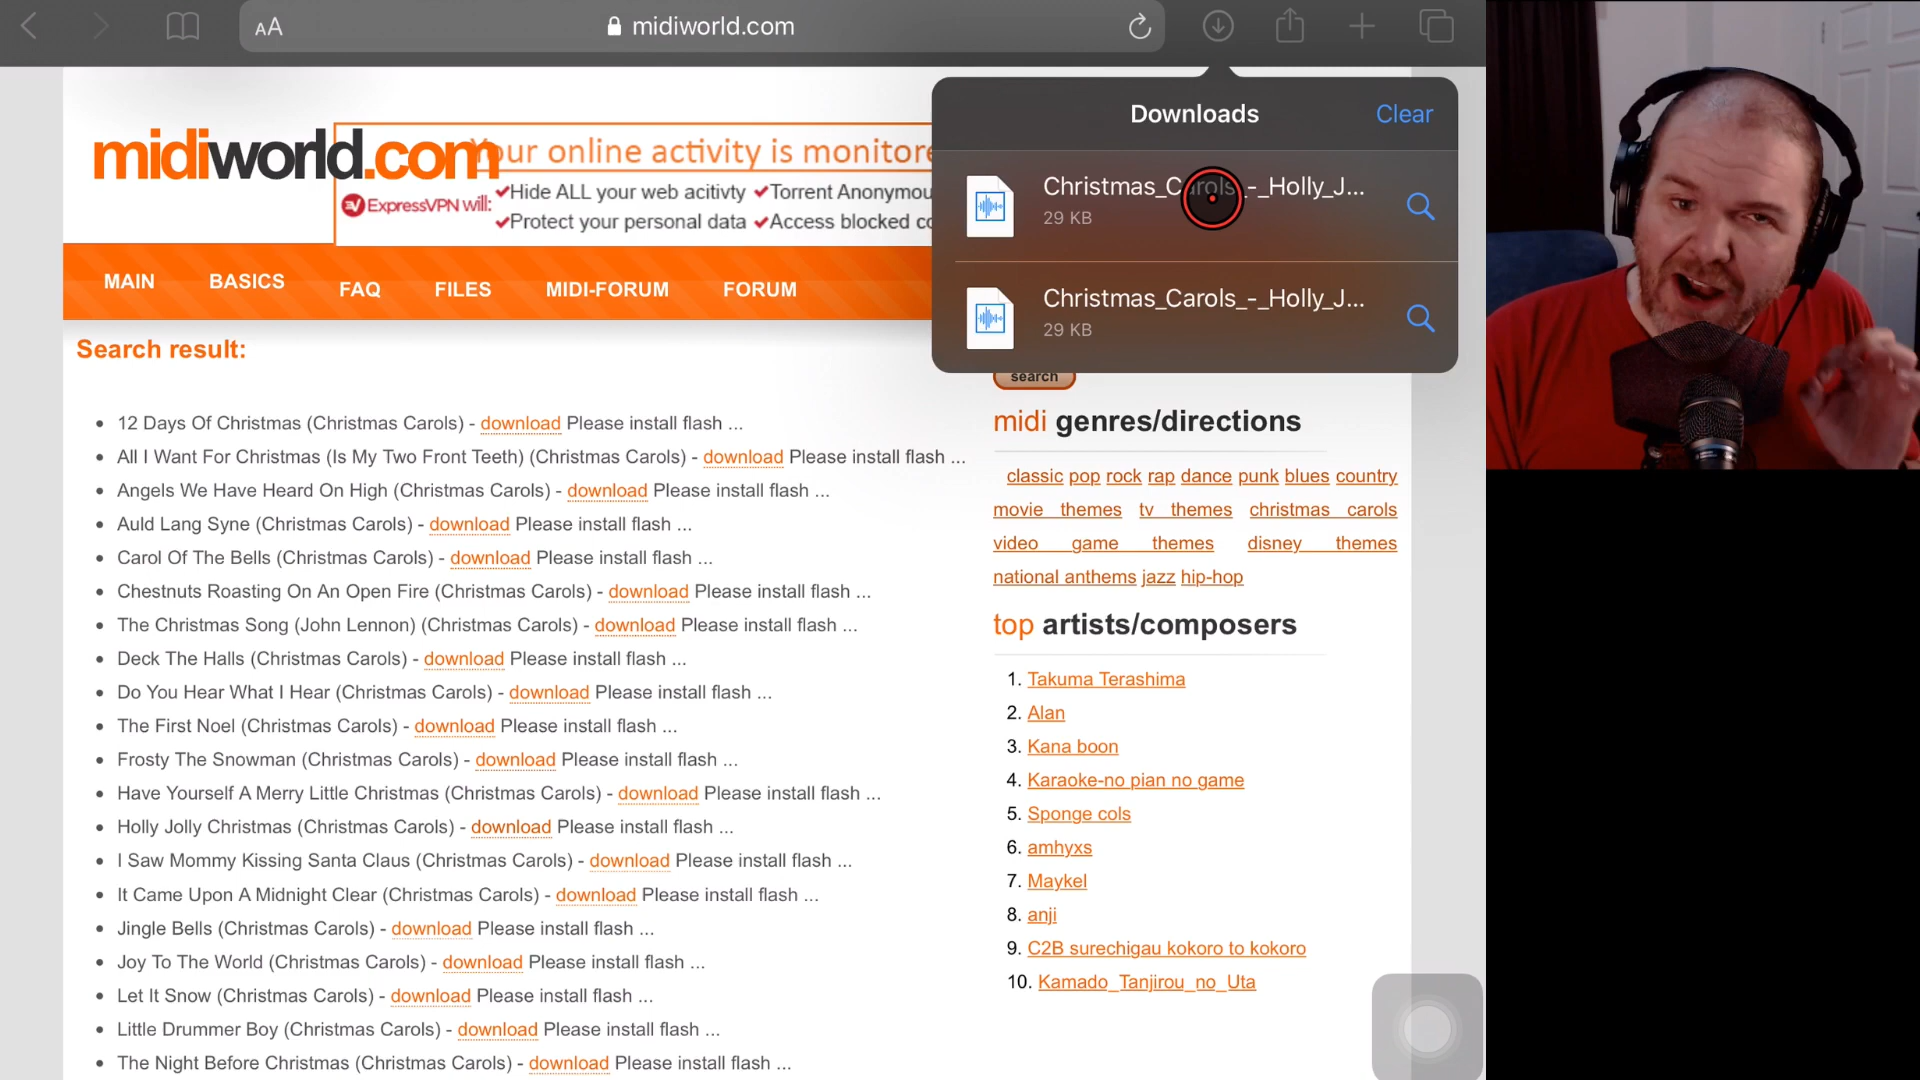 AA midiworld.com
Downloads Clear
Christmas_Carols_-_Holly_J...
29 KB
Christmas_Carols_-_Holly_J...
29 KB
midiworld.com
Your online activity is monitore
ExpressVPN will:
Hide ALL your web acitivity Torrent Anonymou
Protect your personal data Access blocked co
MAIN BASICS FAQ FILES MIDI-FORUM FORUM
Search result:
12 Days Of Christmas (Christmas Carols) - download Please install flash ...
All I Want For Christmas (Is My Two Front Teeth) (Christmas Carols) - download Please install flash ...
Angels We Have Heard On High (Christmas Carols) - download Please install flash ...
Auld Lang Syne (Christmas Carols) - download Please install flash ...
Carol Of The Bells (Christmas Carols) - download Please install flash ...
Chestnuts Roasting On An Open Fire (Christmas Carols) - download Please install flash ...
The Christmas Song (John Lennon) (Christmas Carols) - download Please install flash ...
Deck The Halls (Christmas Carols) - download Please install flash ...
Do You Hear What I Hear (Christmas Carols) - download Please install flash ...
The First Noel (Christmas Carols) - download Please install flash ...
Frosty The Snowman (Christmas Carols) - download Please install flash ...
Have Yourself A Merry Little Christmas (Christmas Carols) - download Please install flash ...
Holly Jolly Christmas (Christmas Carols) - download Please install flash ...
I Saw Mommy Kissing Santa Claus (Christmas Carols) - download Please install flash ...
It Came Upon A Midnight Clear (Christmas Carols) - download Please install flash ...
Jingle Bells (Christmas Carols) - download Please install flash ...
Joy To The World (Christmas Carols) - download Please install flash ...
Let It Snow (Christmas Carols) - download Please install flash ...
Little Drummer Boy (Christmas Carols) - download Please install flash ...
The Night Before Christmas (Christmas Carols) - download Please install flash ...
search
midi genres/directions
classic pop rock rap dance punk blues country
movie themes tv themes christmas carols
video game themes disney themes
national anthems jazz hip-hop
top artists/composers
1. Takuma Terashima
2. Alan
3. Kana boon
4. Karaoke-no pian no game
5. Sponge cols
6. amhyxs
7. Maykel
8. anji
9. C2B surechigau kokoro to kokoro
10. Kamado_Tanjirou_no_Uta